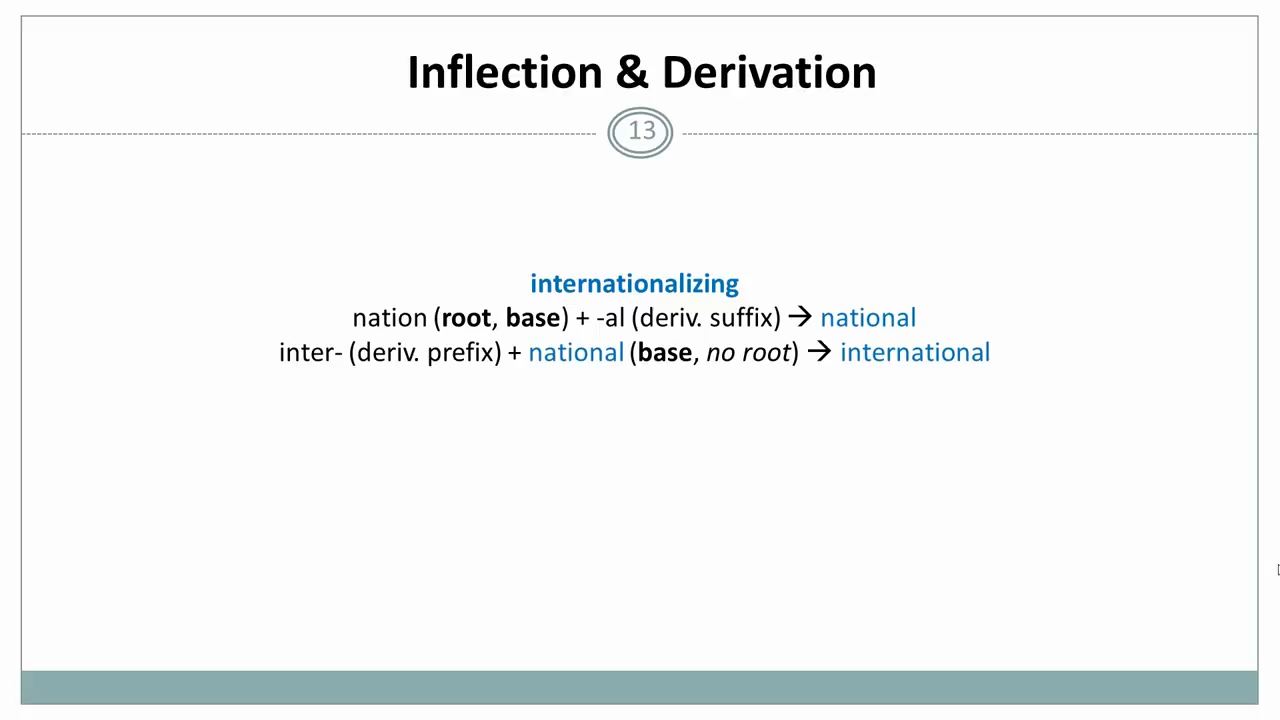 Inflection & Derivation
13
internationalizing
nation (root, base) + -al (deriv. suffix) → national
inter- (deriv. prefix) + national (base, no root) → international